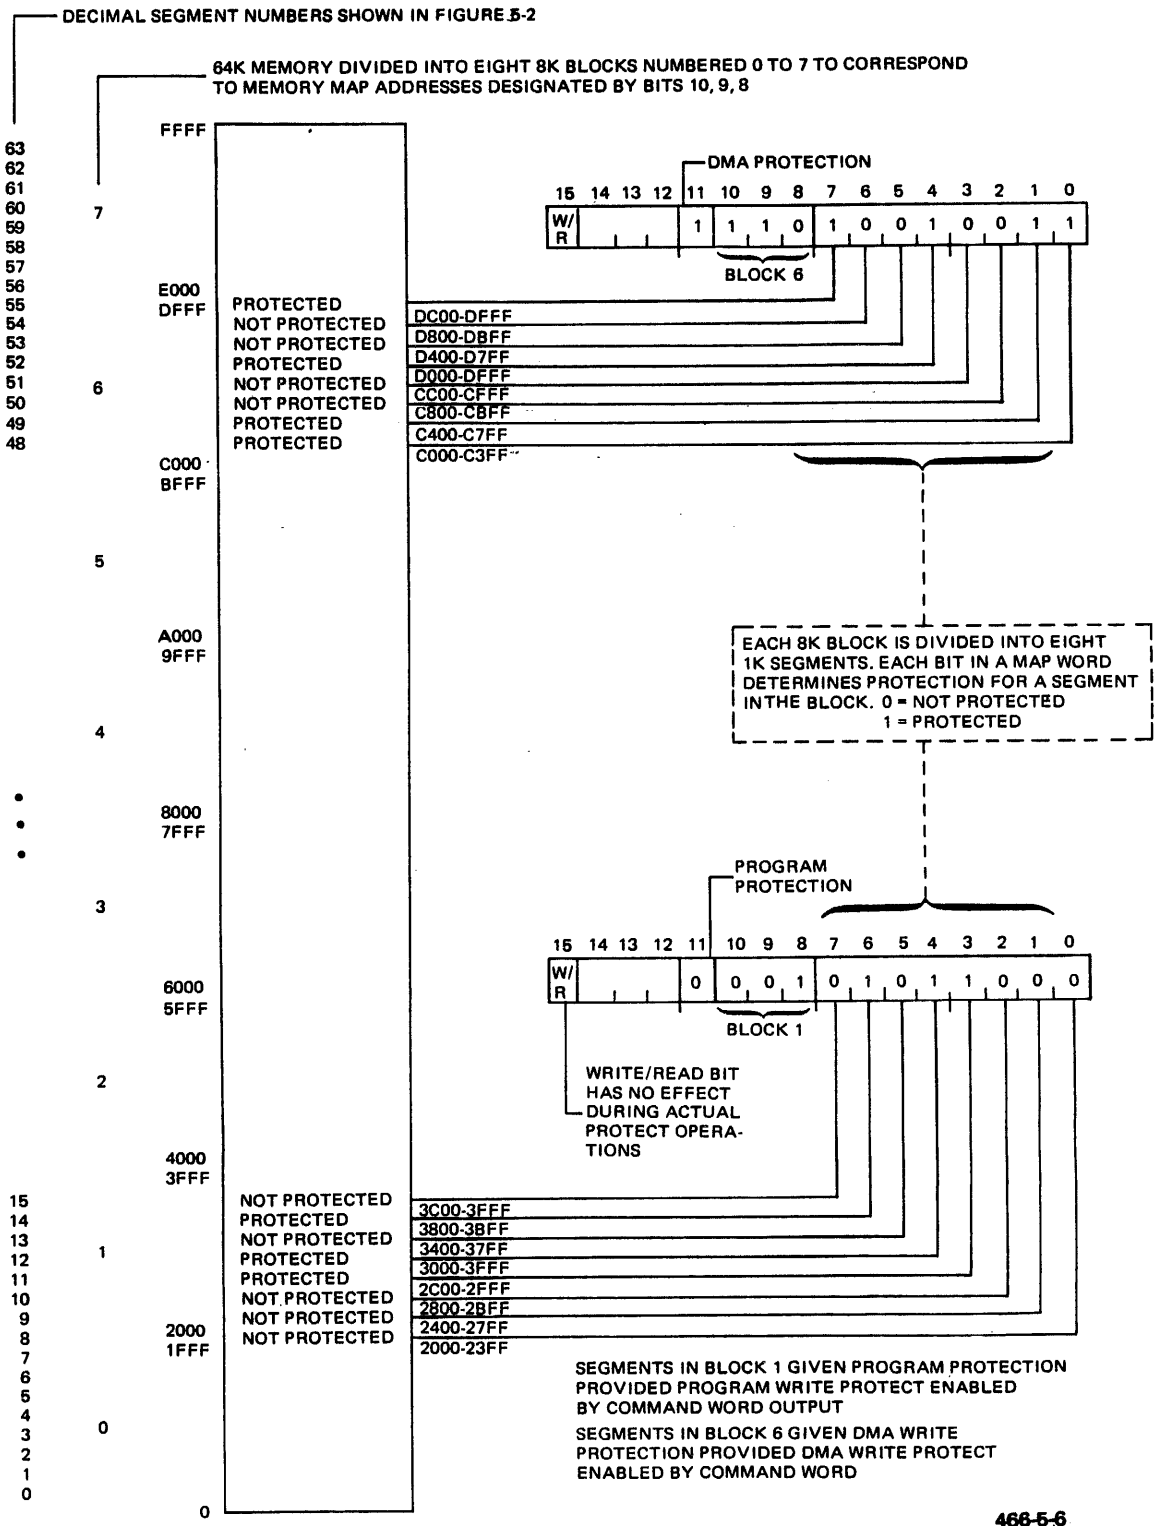 DECIMAL SEGMENT NUMBERS SHOWN IN FIGURE 5-2
64K MEMORY DIVIDED INTO EIGHT 8K BLOCKS NUMBERED 0 TO 7 TO CORRESPOND
TO MEMORY MAP ADDRESSES DESIGNATED BY BITS 10, 9, 8
FFFF
63
62
61
60
59
58
57
56
55
54
53
52
51
50
49
48
7
6
5
4
3
2
1
0
E000
DFFF
C000
BFFF
A000
9FFF
8000
7FFF
6000
5FFF
4000
3FFF
2000
1FFF
0
DMA PROTECTION
15 14 13 12 11 10 9 8 7 6 5 4 3 2 1 0
W/
R
1 1 1 0 1 0 0 1 0 0 1 1
BLOCK 6
PROTECTED
NOT PROTECTED
NOT PROTECTED
PROTECTED
NOT PROTECTED
NOT PROTECTED
PROTECTED
PROTECTED
DC00-DFFF
D800-DBFF
D400-D7FF
D000-DFFF
CC00-CFFF
C800-CBFF
C400-C7FF
C000-C3FF
EACH 8K BLOCK IS DIVIDED INTO EIGHT
1K SEGMENTS. EACH BIT IN A MAP WORD
DETERMINES PROTECTION FOR A SEGMENT
IN THE BLOCK. 0 = NOT PROTECTED
1 = PROTECTED
PROGRAM
PROTECTION
15 14 13 12 11 10 9 8 7 6 5 4 3 2 1 0
W/
R
0 0 0 1 0 1 0 1 1 0 0 0
BLOCK 1
WRITE/READ BIT
HAS NO EFFECT
DURING ACTUAL
PROTECT OPERA-
TIONS
15
14
13
12
11
10
9
8
7
6
5
4
3
2
1
0
NOT PROTECTED
PROTECTED
NOT PROTECTED
PROTECTED
PROTECTED
NOT PROTECTED
NOT PROTECTED
NOT PROTECTED
3C00-3FFF
3800-3BFF
3400-37FF
3000-3FFF
2C00-2FFF
2800-2BFF
2400-27FF
2000-23FF
SEGMENTS IN BLOCK 1 GIVEN PROGRAM PROTECTION
PROVIDED PROGRAM WRITE PROTECT ENABLED
BY COMMAND WORD OUTPUT
SEGMENTS IN BLOCK 6 GIVEN DMA WRITE
PROTECTION PROVIDED DMA WRITE PROTECT
ENABLED BY COMMAND WORD
466-5-6